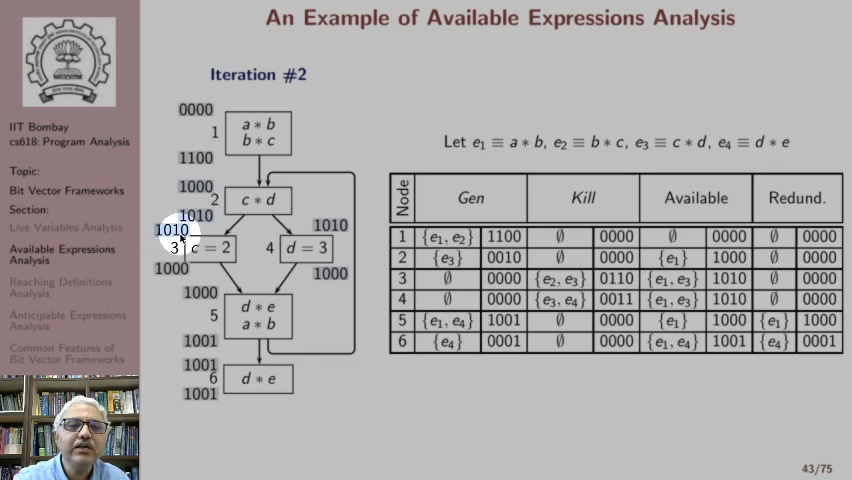 An Example of Available Expressions Analysis
IIT Bombay
cs618: Program Analysis
Topic:
Bit Vector Frameworks
Section:
Live Variables Analysis
Available Expressions
Analysis
Reaching Definitions
Analysis
Anticipable Expressions
Analysis
Common Features of
Bit Vector Frameworks
Iteration #2
0000
1 a ∗ b
b ∗ c
1100
1000
2 c ∗ d
1010
1010 1010
3 c = 2 4 d = 3
1000 1000
1000
5 d ∗ e
a ∗ b
1001
1001
6 d ∗ e
1001
Let e₁ ≡ a ∗ b, e₂ ≡ b ∗ c, e₃ ≡ c ∗ d, e₄ ≡ d ∗ e
Node Gen Kill Available Redund.
1 {e₁, e₂} 1100 ∅ 0000 ∅ 0000 ∅ 0000
2 {e₃} 0010 ∅ 0000 {e₁} 1000 ∅ 0000
3 ∅ 0000 {e₂, e₃} 0110 {e₁, e₃} 1010 ∅ 0000
4 ∅ 0000 {e₃, e₄} 0011 {e₁, e₃} 1010 ∅ 0000
5 {e₁, e₄} 1001 ∅ 0000 {e₁} 1000 {e₁} 1000
6 {e₄} 0001 ∅ 0000 {e₁, e₄} 1001 {e₄} 0001
43/75